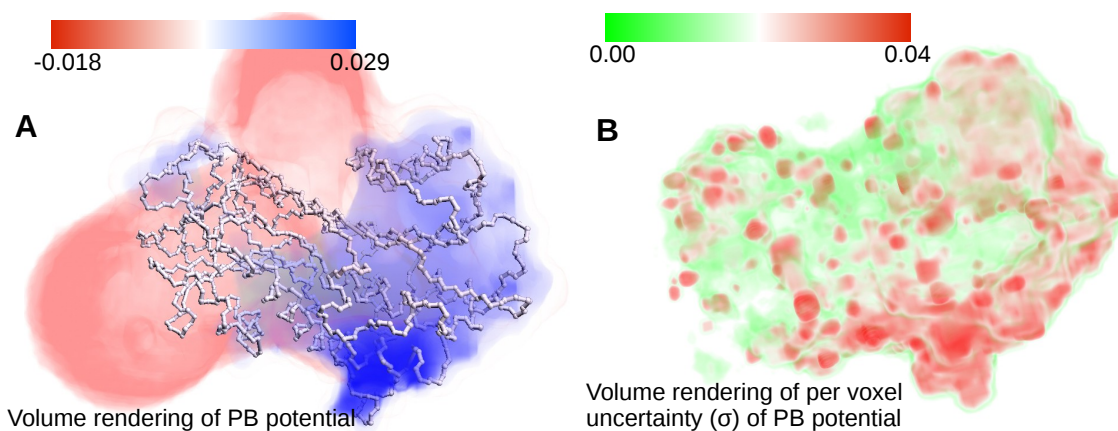 -0.018 0.029
A
Volume rendering of PB potential
0.00 0.04
B
Volume rendering of per voxel
uncertainty (σ) of PB potential